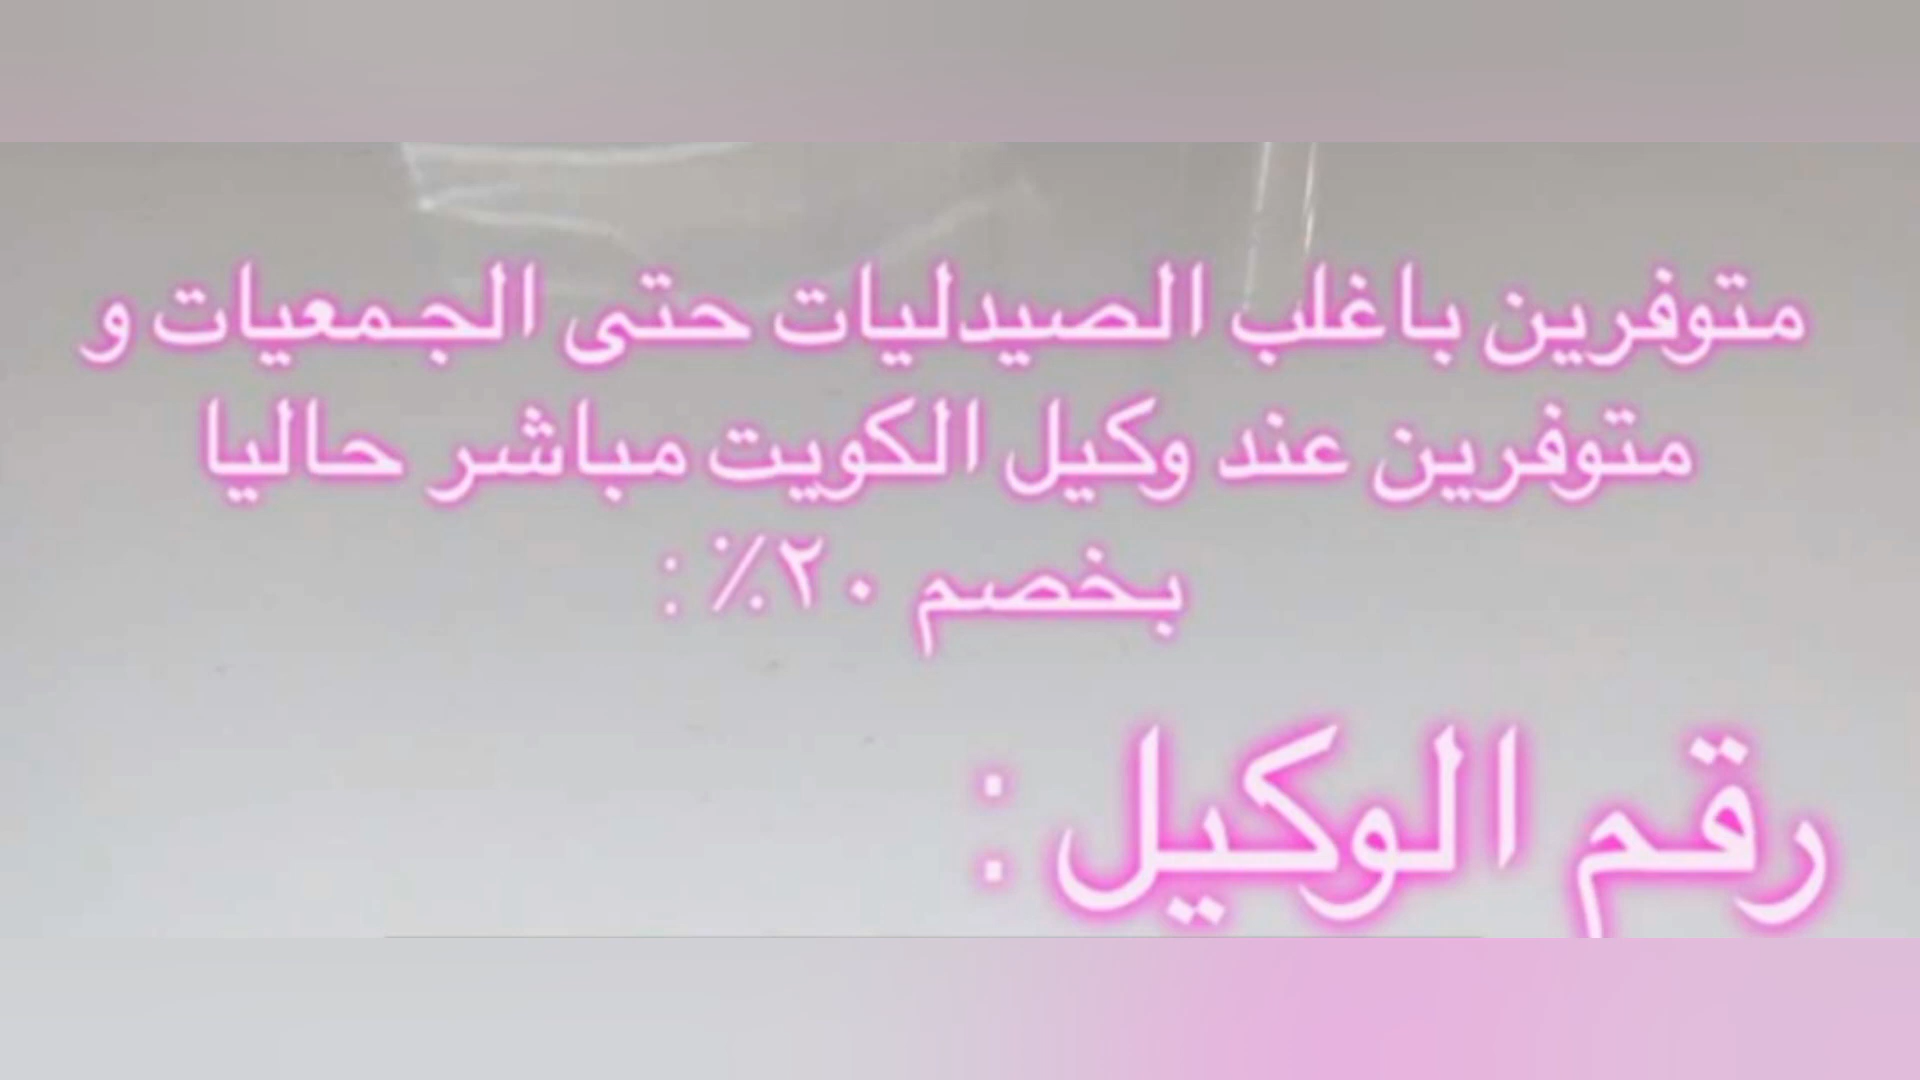 متوفرين باغلب الصيدليات حتى الجمعيات و
متوفرين عند وكيل الكويت مباشر حاليا
بخصم ٢٠٪ :
رقم الوكيل :